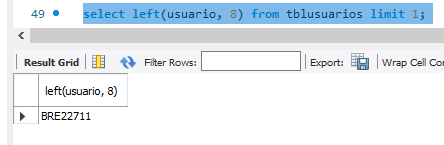 49 select left(usuario, 8) from tblusuarios limit 1;
Result Grid Filter Rows: Export: Wrap Cell Con
left(usuario, 8)
BRE22711